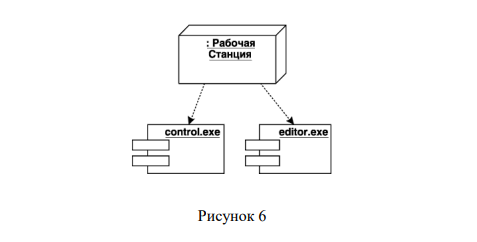 : Рабочая
Станция
control.exe
editor.exe
Рисунок 6